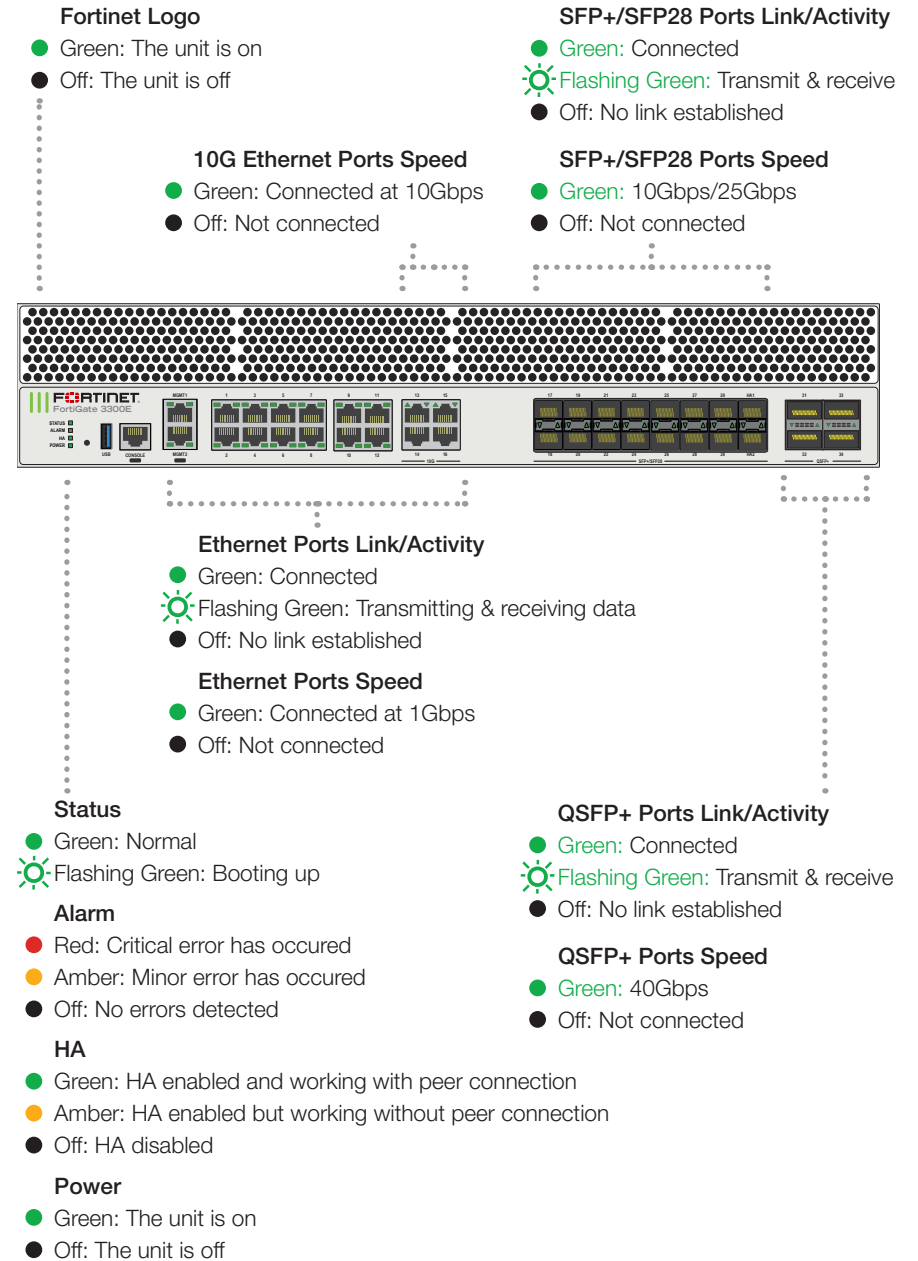 Fortinet Logo
Green: The unit is on
Off: The unit is off
SFP+/SFP28 Ports Link/Activity
Green: Connected
Flashing Green: Transmit & receive
Off: No link established
10G Ethernet Ports Speed
Green: Connected at 10Gbps
Off: Not connected
SFP+/SFP28 Ports Speed
Green: 10Gbps/25Gbps
Off: Not connected
FORTINET
FortiGate 3300E
STATUS
ALARM
HA
POWER
USB
CONSOLE
MGMT1
MGMT2
1 3 5 7
2 4 6 8
9 11
10 12
13 15
14 16
10G
17 19 21 23 25 27 29 HA1
18 20 22 24 26 28 30 HA2
SFP+/SFP28
31 32
33 34
QSFP+
Ethernet Ports Link/Activity
Green: Connected
Flashing Green: Transmitting & receiving data
Off: No link established
Ethernet Ports Speed
Green: Connected at 1Gbps
Off: Not connected
Status
Green: Normal
Flashing Green: Booting up
Alarm
Red: Critical error has occured
Amber: Minor error has occured
Off: No errors detected
HA
Green: HA enabled and working with peer connection
Amber: HA enabled but working without peer connection
Off: HA disabled
Power
Green: The unit is on
Off: The unit is off
QSFP+ Ports Link/Activity
Green: Connected
Flashing Green: Transmit & receive
Off: No link established
QSFP+ Ports Speed
Green: 40Gbps
Off: Not connected